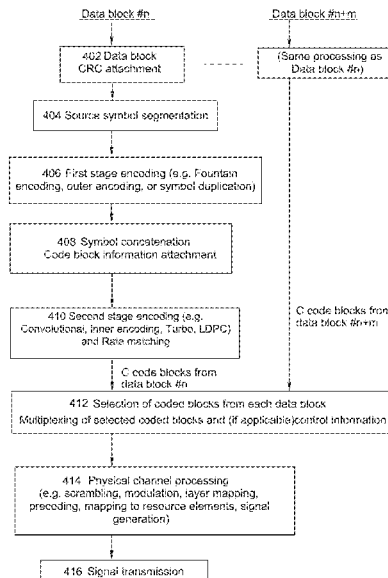 Data block #n
Data block #n+m
402 Data block
CRC attachment
(Same processing as
Data block #n)
404 Source symbol segmentation
406 First stage encoding (e.g. Fountain
encoding, outer encoding, or symbol duplication)
408 Symbol concatenation
Code block information attachment
410 Second stage encoding (e.g.
Convolutional, Inner encoding, Turbo, LDPC)
and Rate matching
C code blocks from
data block #n+m
C code blocks from
data block #n
412 Selection of coded blocks from each data block
Multiplexing of selected coded blocks and (if applicable)control information
414 Physical channel processing
(e.g. scrambling, modulation, layer mapping,
precoding, mapping to resource elements, signal
generation)
416 Signal transmission